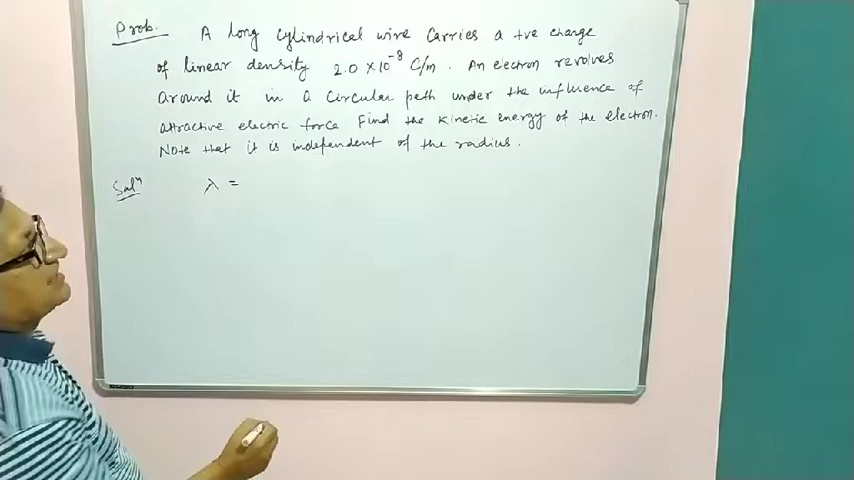 Prob. A long cylindrical wire carries a +ve charge
of linear density 2.0 × 10⁻⁸ C/m. An electron revolves
around it in a circular path under the influence of
attractive electric force Find the kinetic energy of the electron.
Note that it is independent of the radius.
Solⁿ λ =